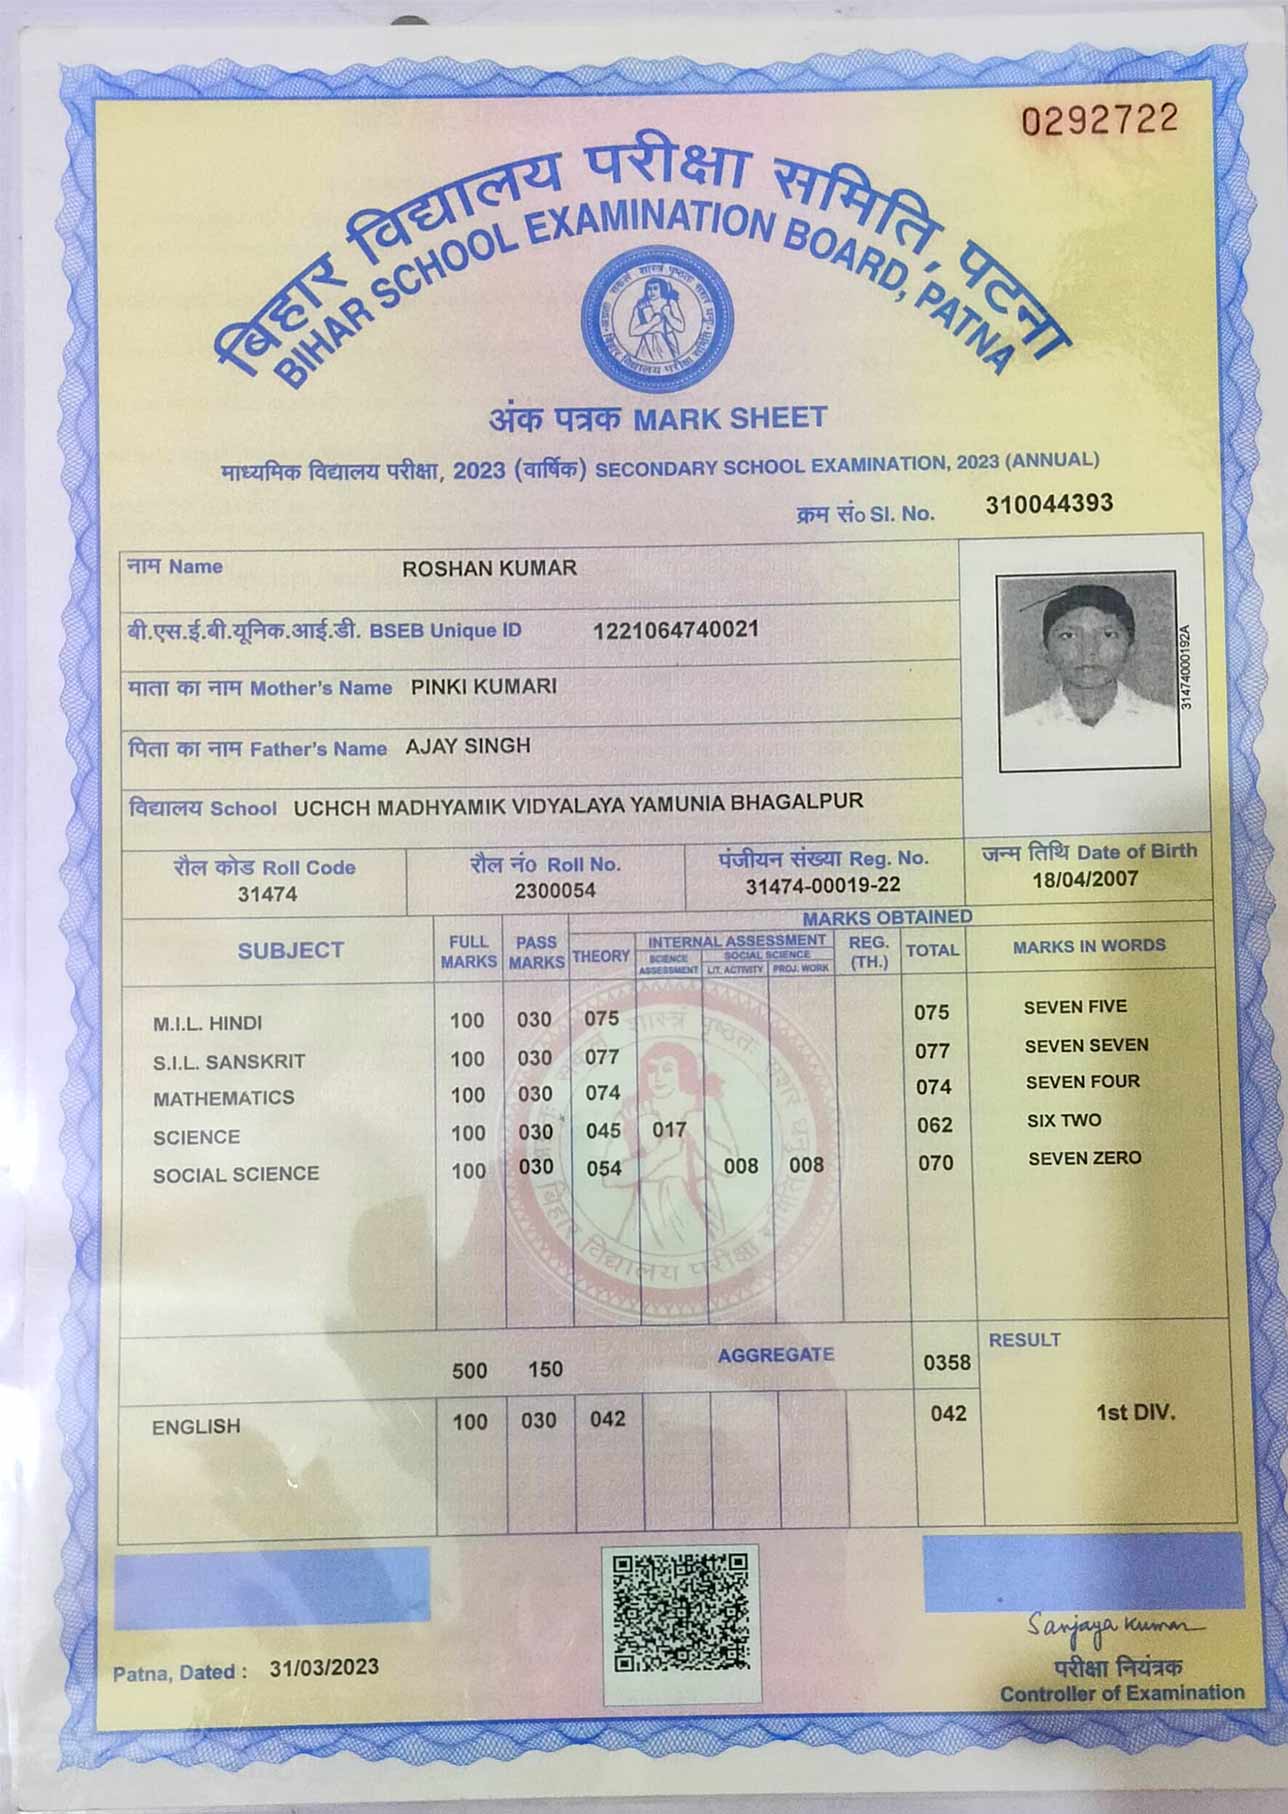 0292722
बिहार विद्यालय परीक्षा समिति, पटना
BIHAR SCHOOL EXAMINATION BOARD, PATNA
बिहार विद्यालय परीक्षा समिति
अंक पत्रक MARK SHEET
माध्यमिक विद्यालय परीक्षा, 2023 (वार्षिक) SECONDARY SCHOOL EXAMINATION, 2023 (ANNUAL)
क्रम सं० Sl. No. 310044393
नाम Name ROSHAN KUMAR
बी.एस.ई.बी.यूनिक.आई.डी. BSEB Unique ID 1221064740021
माता का नाम Mother's Name PINKI KUMARI
पिता का नाम Father's Name AJAY SINGH
विद्यालय School UCHCH MADHYAMIK VIDYALAYA YAMUNIA BHAGALPUR
31474000192A
रौल कोड Roll Code रौल नं० Roll No. पंजीयन संख्या Reg. No. जन्म तिथि Date of Birth
31474 2300054 31474-00019-22 18/04/2007
MARKS OBTAINED
SUBJECT FULL MARKS PASS MARKS THEORY INTERNAL ASSESSMENT REG. (TH.) TOTAL MARKS IN WORDS
SCIENCE ASSESSMENT SOCIAL SCIENCE
LIT. ACTIVITY PROJ. WORK
M.I.L. HINDI 100 030 075 075 SEVEN FIVE
S.I.L. SANSKRIT 100 030 077 077 SEVEN SEVEN
MATHEMATICS 100 030 074 074 SEVEN FOUR
SCIENCE 100 030 045 017 062 SIX TWO
SOCIAL SCIENCE 100 030 054 008 008 070 SEVEN ZERO
बिहार विद्यालय परीक्षा समिति
500 150 AGGREGATE 0358 RESULT
ENGLISH 100 030 042 042 1st DIV.
Sanjaya Kumar
Patna, Dated : 31/03/2023
परीक्षा नियंत्रक
Controller of Examination